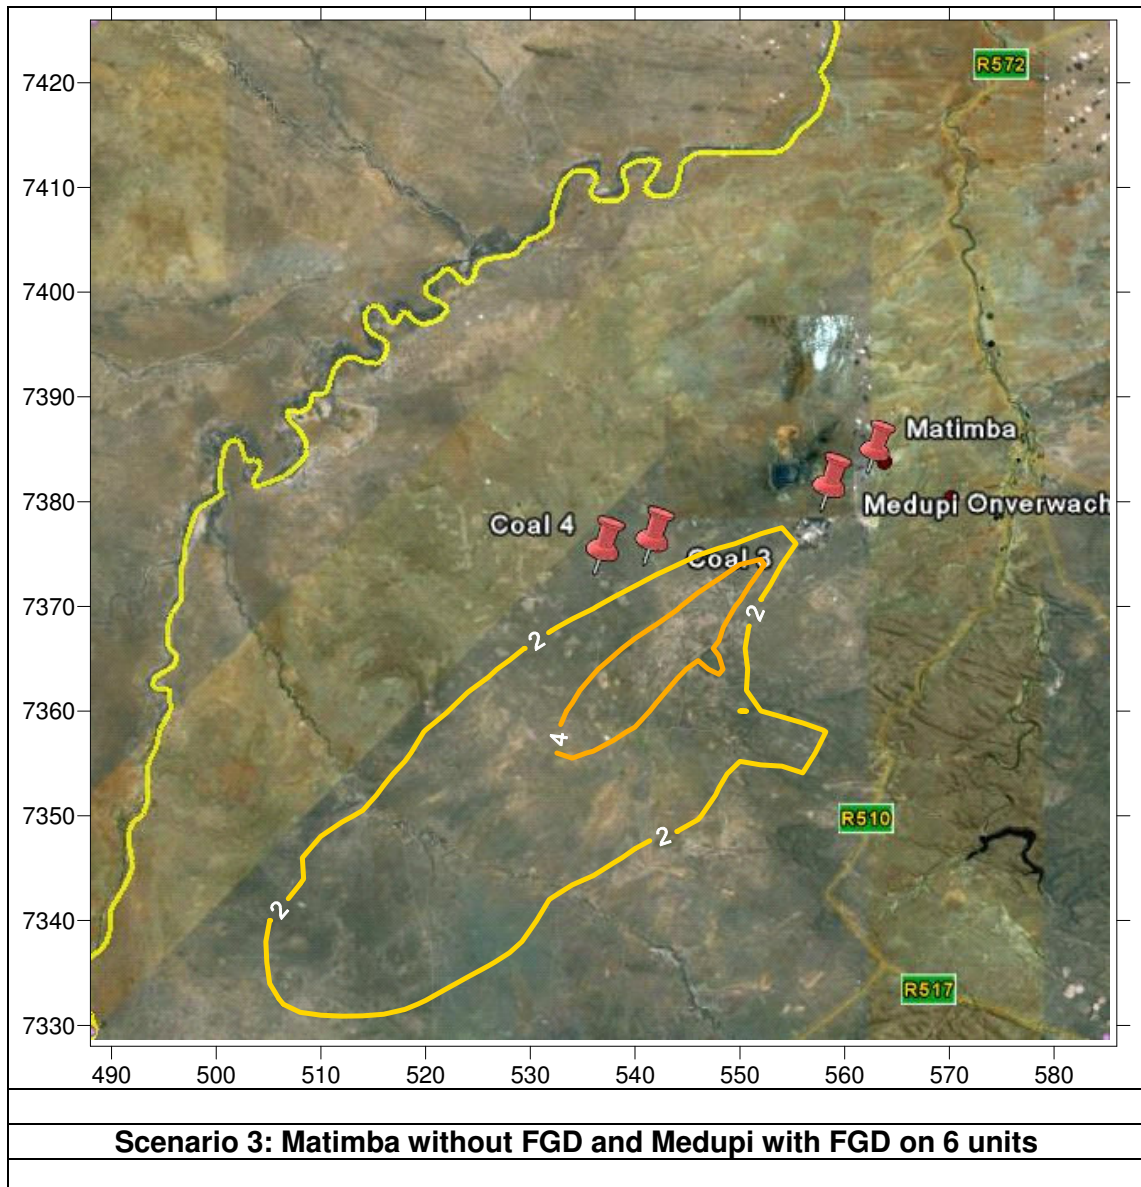 7420
R572
7410
7400
7390
Matimba
7380
Medupi Onverwach
Coal 4
Coal 3
7370
2
2
7360
4
7350
R510
2
7340
2
R517
7330
490 500 510 520 530 540 550 560 570 580
Scenario 3: Matimba without FGD and Medupi with FGD on 6 units